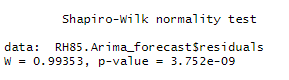 Shapiro-Wilk normality test
data:  RH85.Arima_forecast$residuals
W = 0.99353, p-value = 3.752e-09